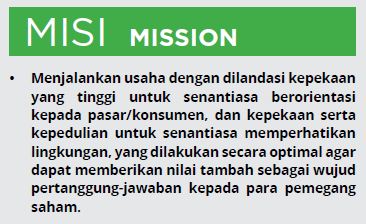 MISI MISSION
• Menjalankan usaha dengan dilandasi kepekaan
yang tinggi untuk senantiasa berorientasi
kepada pasar/konsumen, dan kepekaan serta
kepedulian untuk senantiasa memperhatikan
lingkungan, yang dilakukan secara optimal agar
dapat memberikan nilai tambah sebagai wujud
pertanggung-jawaban kepada para pemegang
saham.